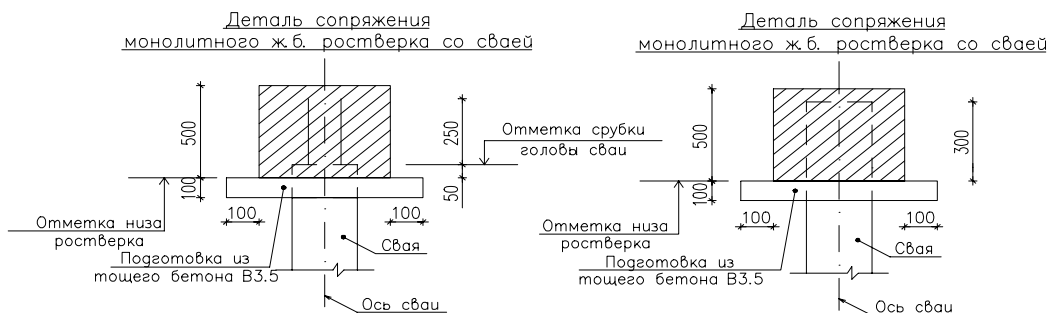 Деталь сопряжения
монолитного ж.б. ростверка со сваей
500
100
250
50
Отметка срубки
головы сваи
100
100
Отметка низа
ростверка
Свая
Подготовка из
тощего бетона В3.5
Ось сваи
Деталь сопряжения
монолитного ж.б. ростверка со сваей
500
100
300
100
100
Отметка низа
ростверка
Свая
Подготовка из
тощего бетона В3.5
Ось сваи